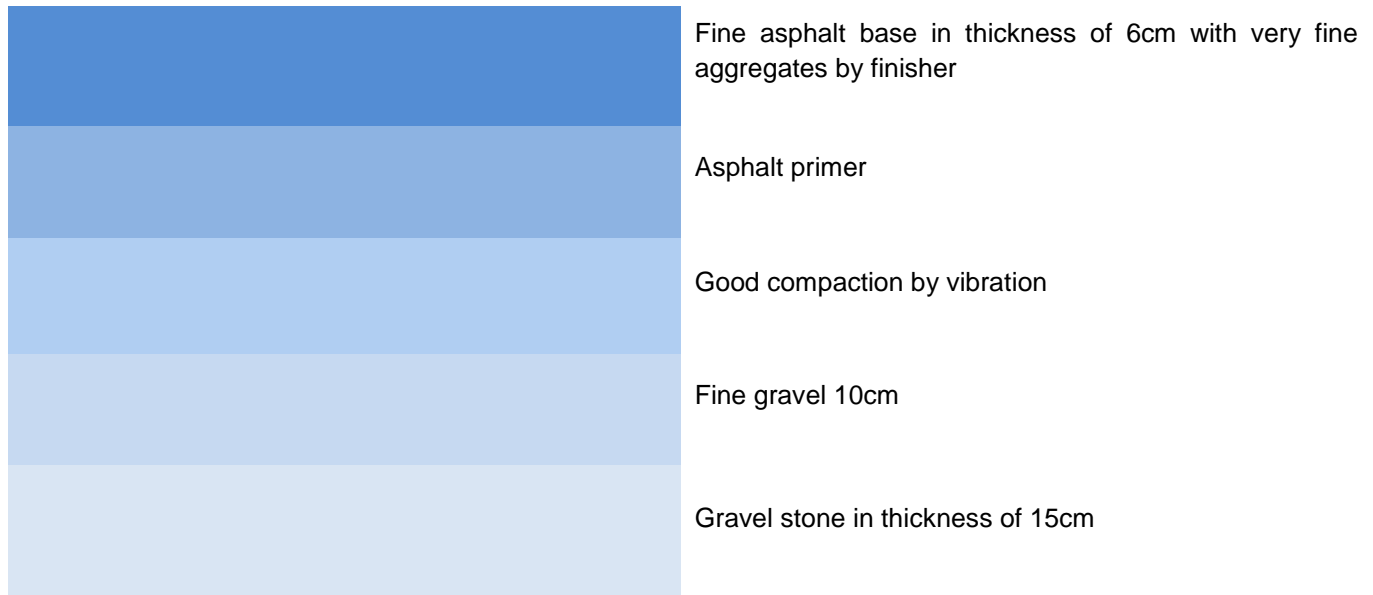 Fine asphalt base in thickness of 6cm with very fine
aggregates by finisher
Asphalt primer
Good compaction by vibration
Fine gravel 10cm
Gravel stone in thickness of 15cm